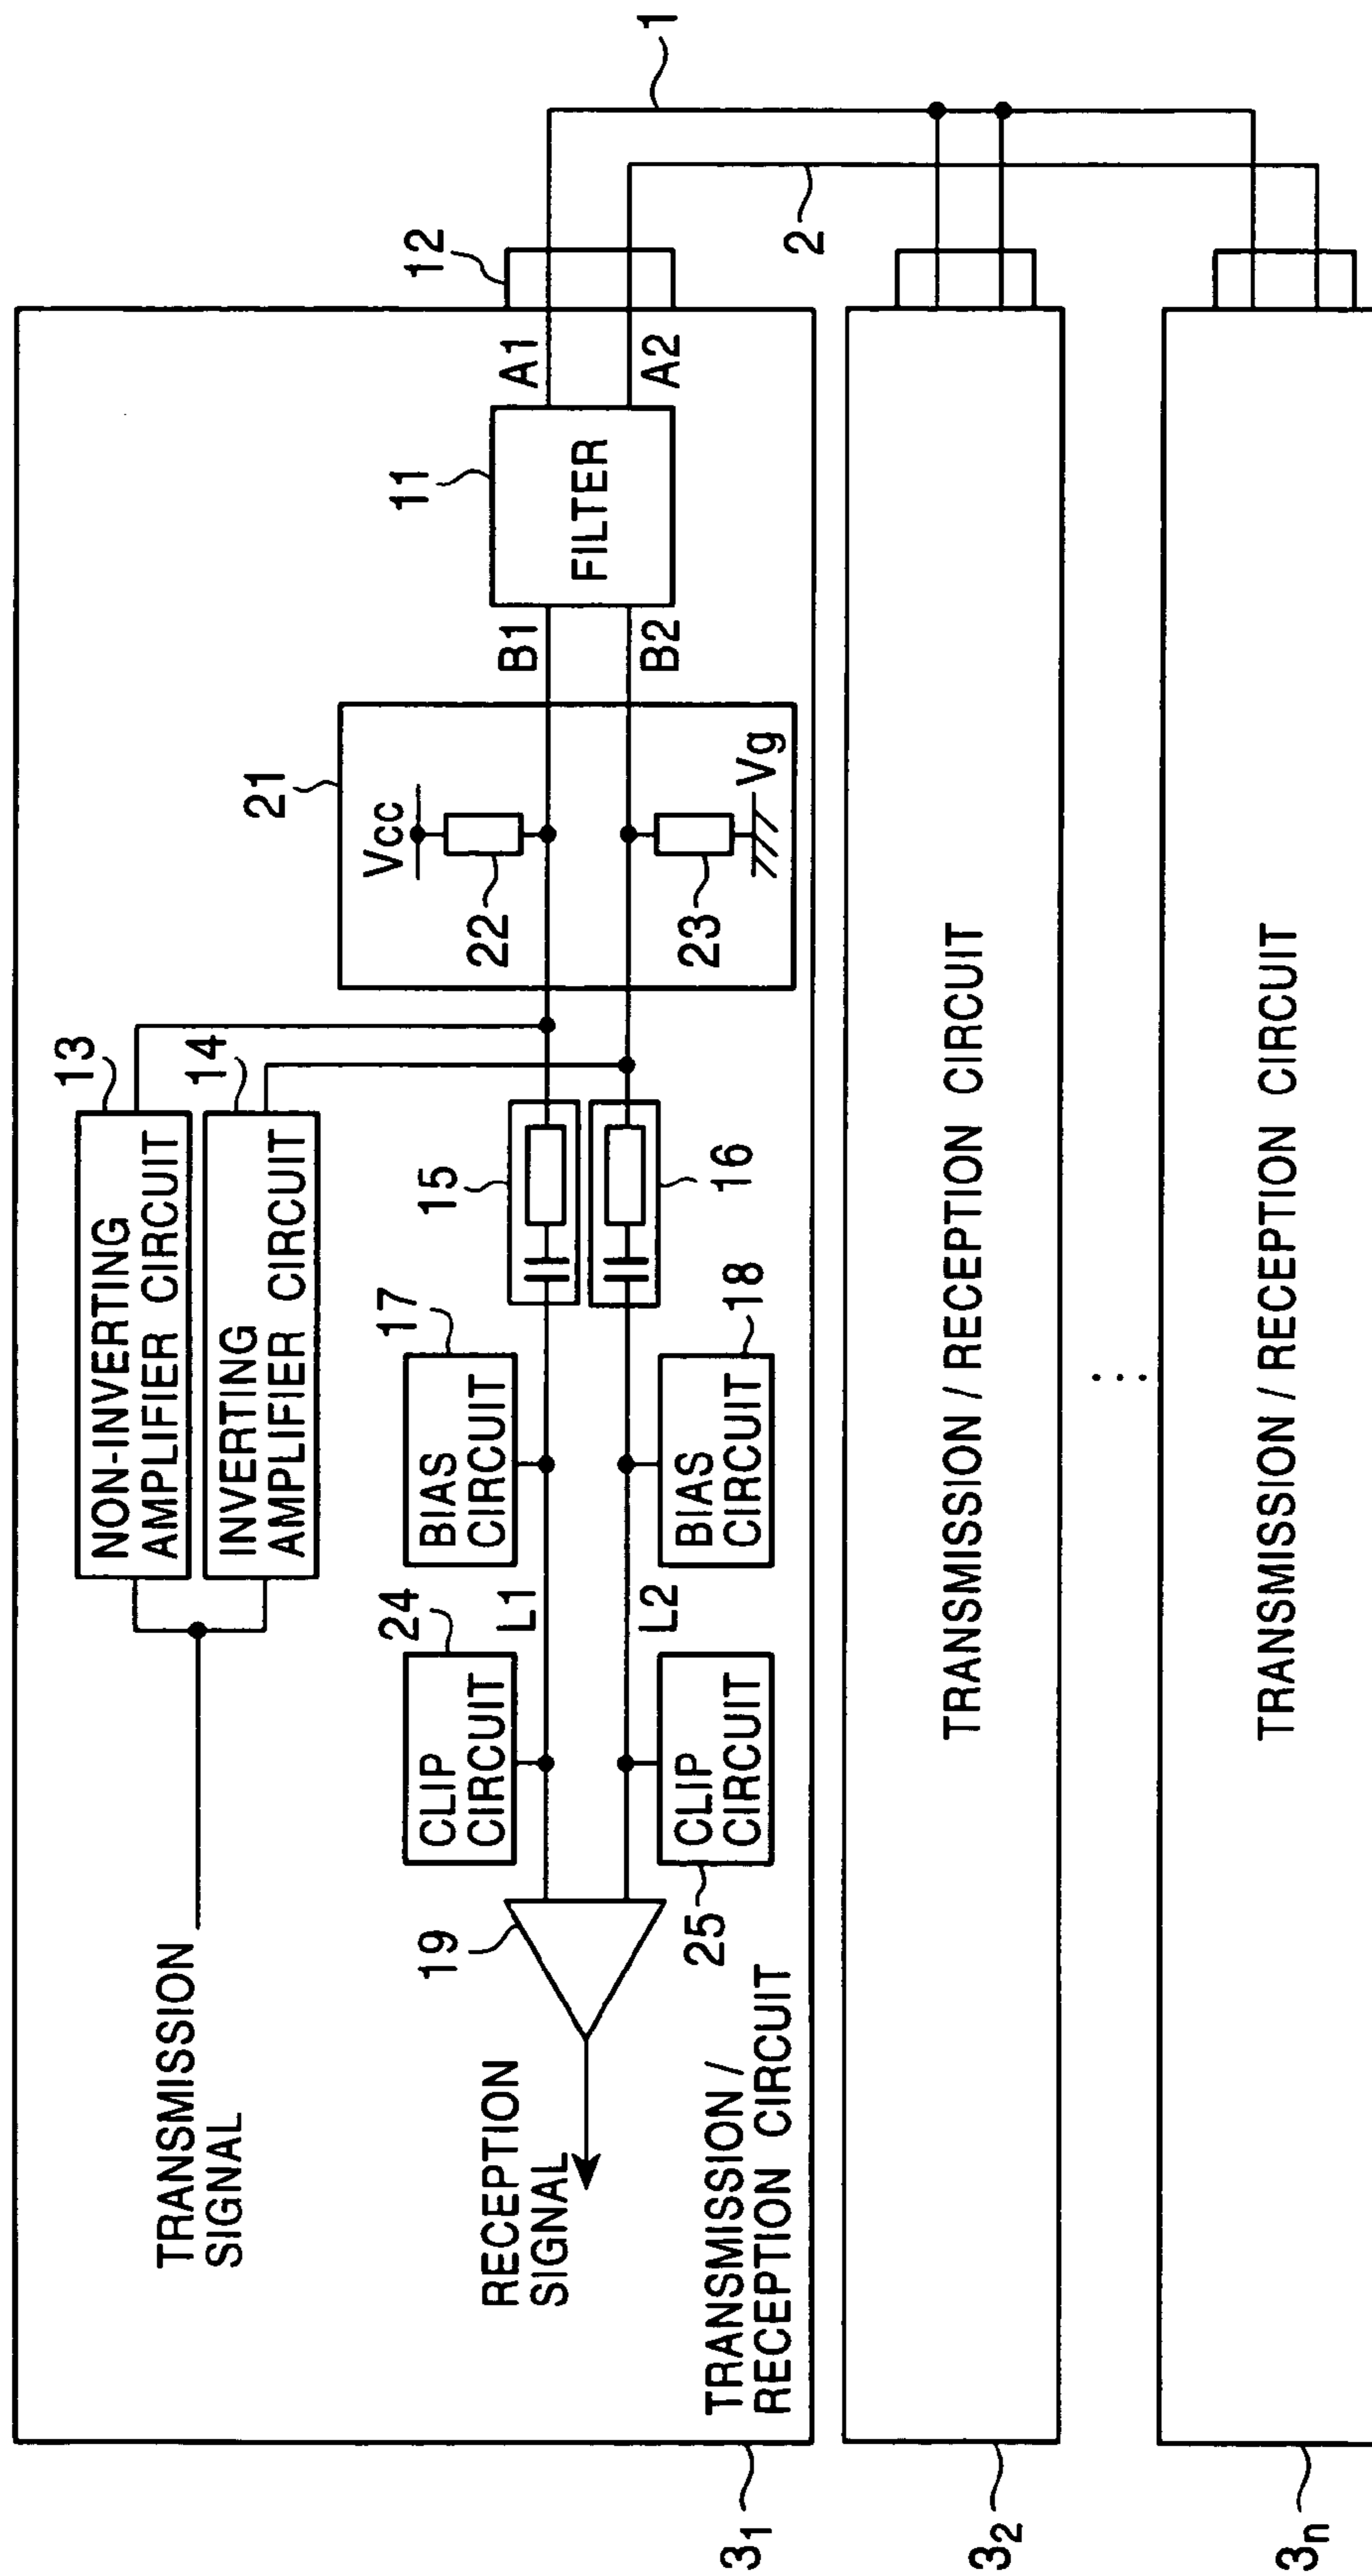 TRANSMISSION
SIGNAL
NON-INVERTING
AMPLIFIER CIRCUIT
13
INVERTING
AMPLIFIER CIRCUIT
14
RECEPTION
SIGNAL
19
CLIP
CIRCUIT
24
L1
BIAS
CIRCUIT
17
15
21
Vcc
22
B1
11
FILTER
A1
12
1
25
CLIP
CIRCUIT
L2
BIAS
CIRCUIT
18
16
23
Vg
B2
A2
2
TRANSMISSION /
RECEPTION CIRCUIT
3₁
TRANSMISSION / RECEPTION CIRCUIT
3₂
...
TRANSMISSION / RECEPTION CIRCUIT
3ₙ